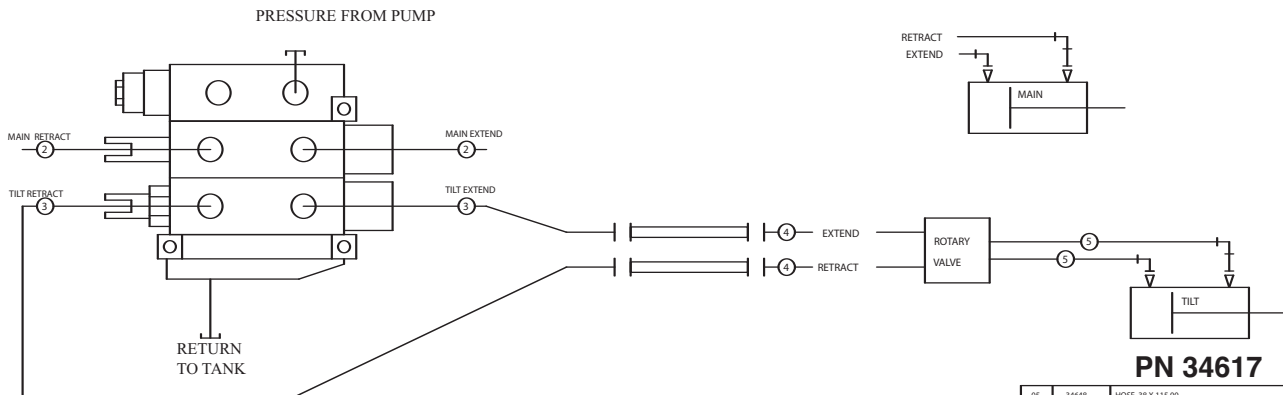 PRESSURE FROM PUMP
RETRACT
EXTEND
MAIN
MAIN RETRACT
2
MAIN EXTEND
2
TILT RETRACT
3
TILT EXTEND
3
4
EXTEND
ROTARY
VALVE
5
4
RETRACT
5
TILT
RETURN
TO TANK
PN 34617